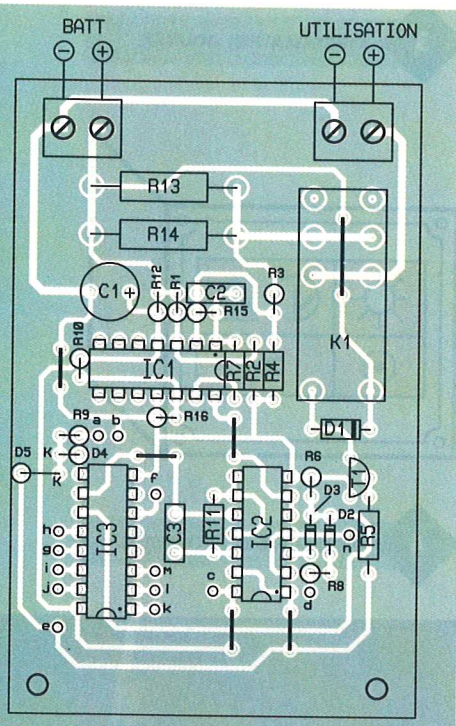 BATT
UTILISATION
− +
− +
R13
R14
C1 +
R12
R1
C2
R15
R3
K1
R10
IC1
R7
R2
R4
R16
R9
a
b
D1
D5
K
D4
K
f
R6
T1
D3
D2
n
IC3
C3
R11
IC2
R5
h
g
i
j
M
l
k
c
R8
d
e